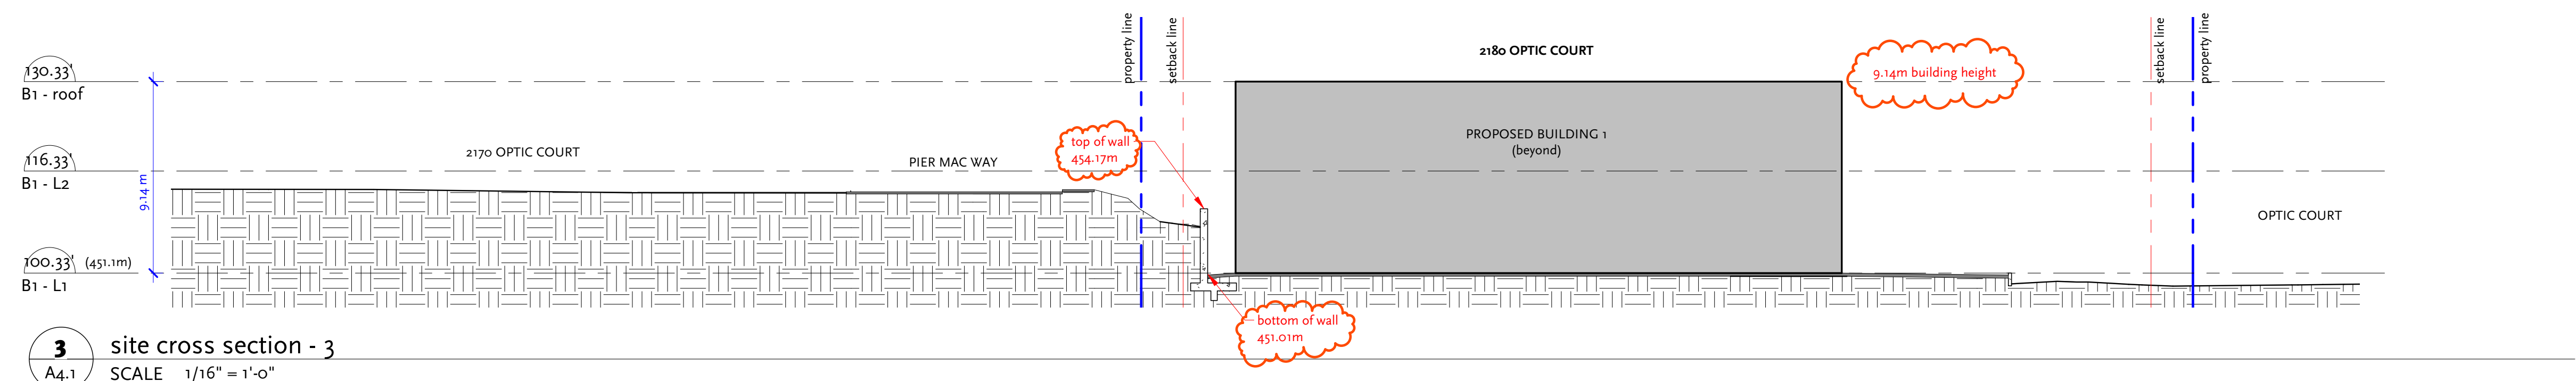 property line
setback line
2180 OPTIC COURT
9.14m building height
setback line
property line
130.33'
B1 - roof
top of wall
454.17m
PROPOSED BUILDING 1
(beyond)
2170 OPTIC COURT
PIER MAC WAY
116.33'
B1 - L2
9.14 m
OPTIC COURT
100.33' (451.1m)
B1 - L1
bottom of wall
451.01m
3
A4.1
site cross section - 3
SCALE 1/16" = 1'-0"